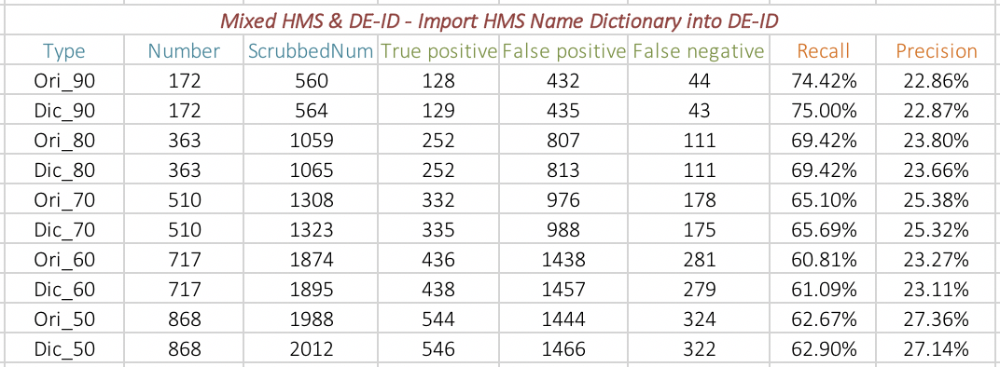 Mixed HMS & DE-ID - Import HMS Name Dictionary into DE-ID
Type Number ScrubbedNum True positive False positive False negative Recall Precision
Ori_90 172 560 128 432 44 74.42% 22.86%
Dic_90 172 564 129 435 43 75.00% 22.87%
Ori_80 363 1059 252 807 111 69.42% 23.80%
Dic_80 363 1065 252 813 111 69.42% 23.66%
Ori_70 510 1308 332 976 178 65.10% 25.38%
Dic_70 510 1323 335 988 175 65.69% 25.32%
Ori_60 717 1874 436 1438 281 60.81% 23.27%
Dic_60 717 1895 438 1457 279 61.09% 23.11%
Ori_50 868 1988 544 1444 324 62.67% 27.36%
Dic_50 868 2012 546 1466 322 62.90% 27.14%